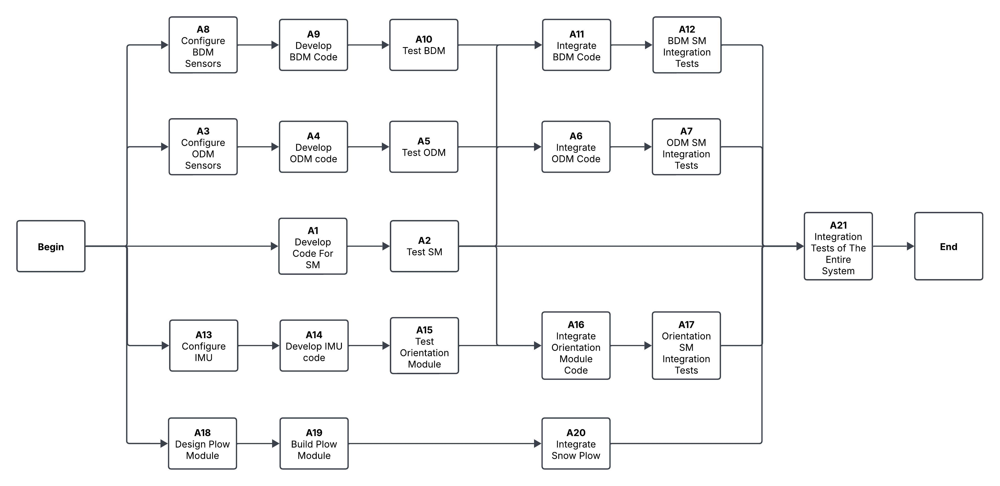 A8
Configure
BDM
Sensors
A9
Develop
BDM Code
A10
Test BDM
A11
Integrate
BDM Code
A12
BDM SM
Integration
Tests
A3
Configure
ODM
Sensors
A4
Develop
ODM code
A5
Test ODM
A6
Integrate
ODM Code
A7
ODM SM
Integration
Tests
Begin
A1
Develop
Code For
SM
A2
Test SM
A21
Integration
Tests of The
Entire
System
End
A13
Configure
IMU
A14
Develop IMU
code
A15
Test
Orientation
Module
A16
Integrate
Orientation
Module
Code
A17
Orientation
SM
Integration
Tests
A18
Design Plow
Module
A19
Build Plow
Module
A20
Integrate
Snow Plow